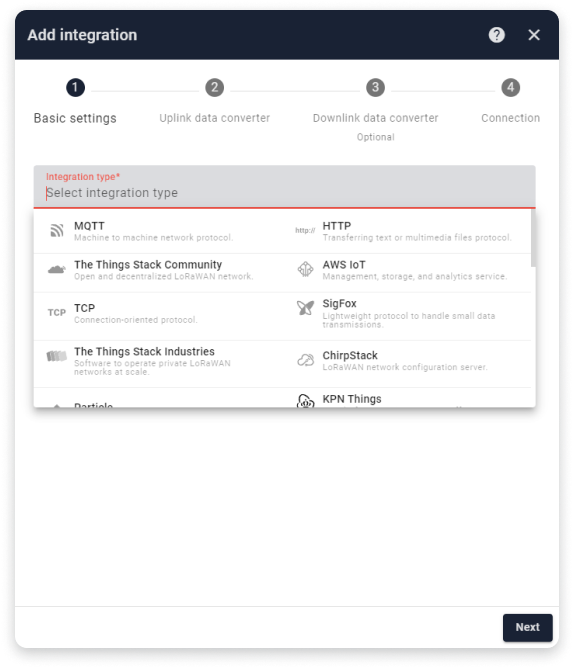 Add integration
?
1
2
3
4
Basic settings
Uplink data converter
Downlink data converter
Optional
Connection
Integration type*
Select integration type
MQTT
Machine to machine network protocol.
http://
HTTP
Transferring text or multimedia files protocol.
The Things Stack Community
Open and decentralized LoRaWAN network.
AWS IoT
Management, storage, and analytics service.
TCP
TCP
Connection-oriented protocol.
SigFox
Lightweight protocol to handle small data
transmissions.
The Things Stack Industries
Software to operate private LoRaWAN
networks at scale.
ChirpStack
LoRaWAN network configuration server.
Particle
KPN Things
Next